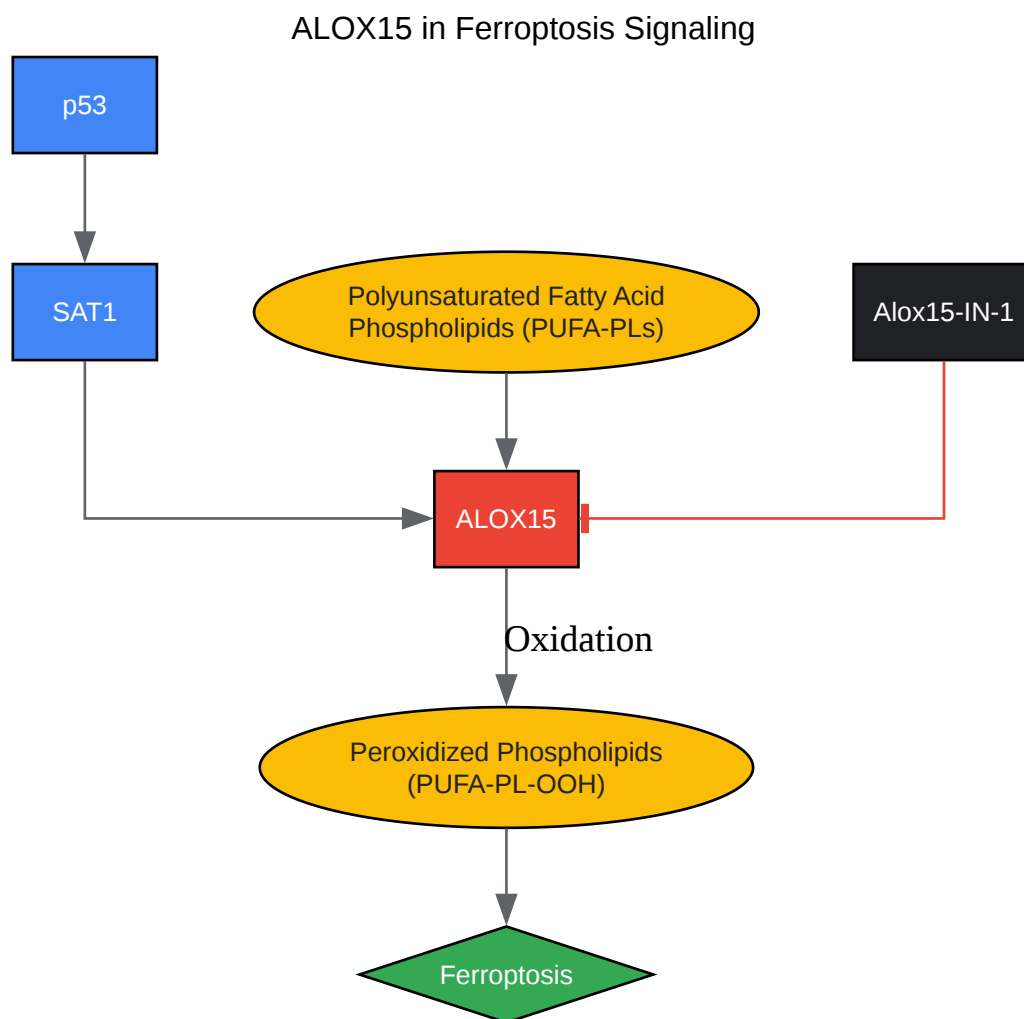 ALOX15 in Ferroptosis Signaling
p53
SAT1
Polyunsaturated Fatty Acid
Phospholipids (PUFA-PLs)
Alox15-IN-1
ALOX15
Oxidation
Peroxidized Phospholipids
(PUFA-PL-OOH)
Ferroptosis